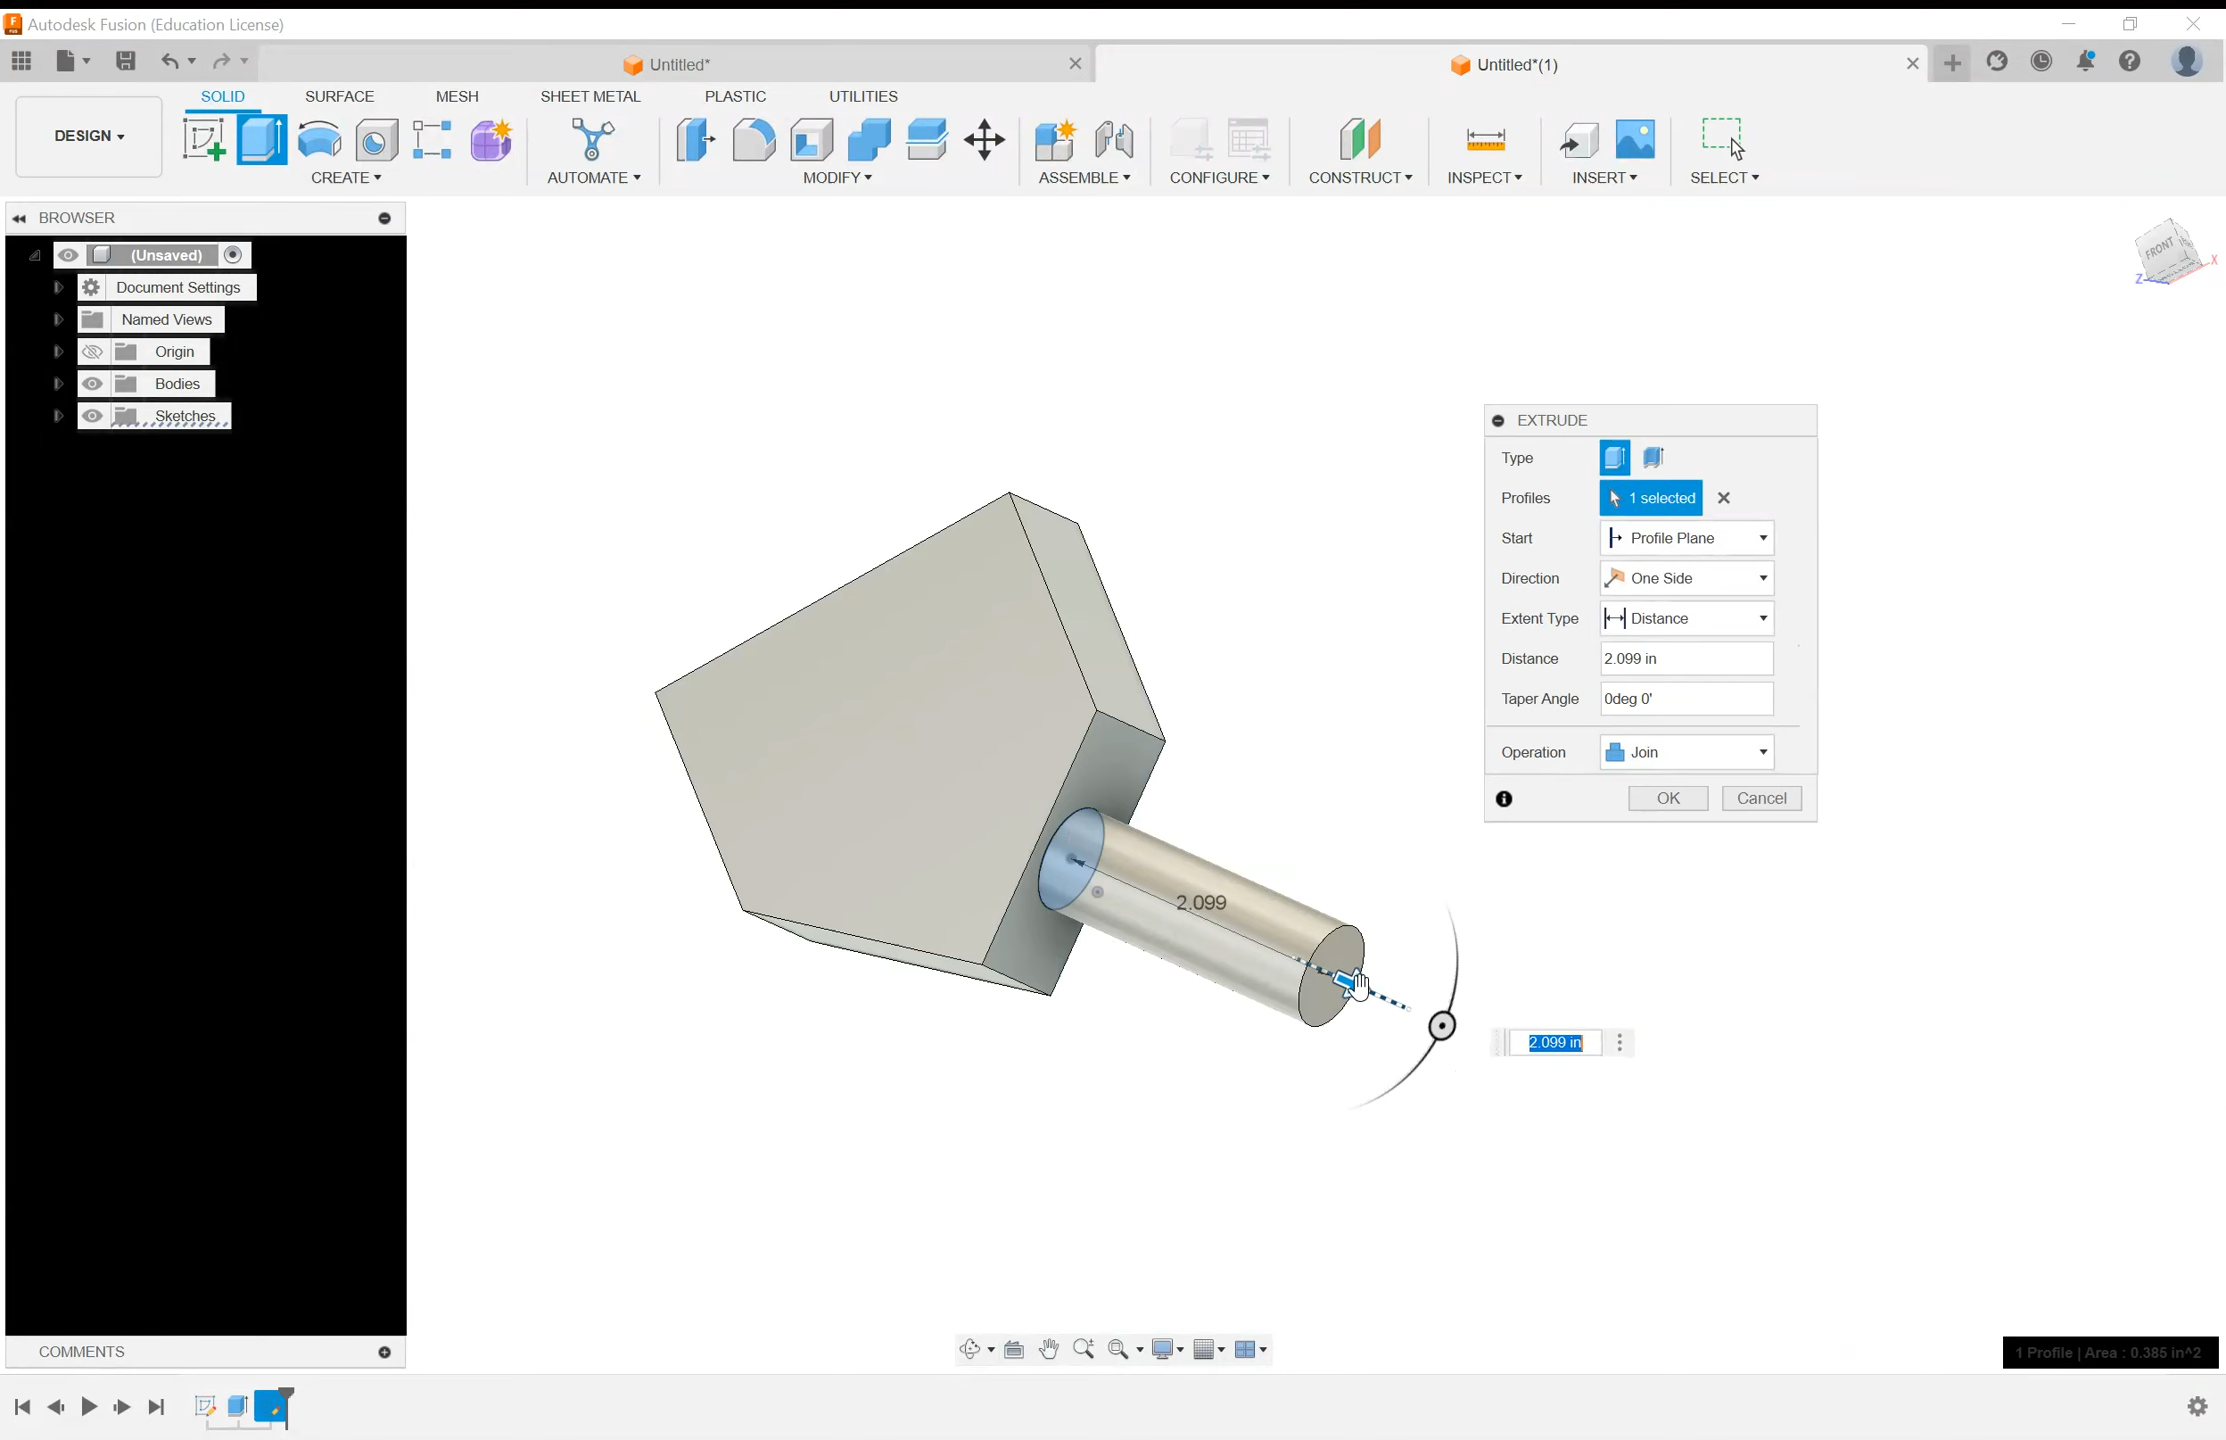 Autodesk Fusion (Education License)
Untitled*
Untitled*(1)
SOLID SURFACE MESH SHEET METAL PLASTIC UTILITIES
DESIGN
CREATE AUTOMATE MODIFY ASSEMBLE CONFIGURE CONSTRUCT INSPECT INSERT SELECT
BROWSER
(Unsaved)
Document Settings
Named Views
Origin
Bodies
Sketches
FRONT
X
Z
EXTRUDE
Type
Profiles 1 selected
Start Profile Plane
Direction One Side
Extent Type Distance
Distance 2.099 in
Taper Angle 0deg 0'
Operation Join
OK Cancel
2.099
2.099 in
COMMENTS
1 Profile | Area : 0.385 in^2